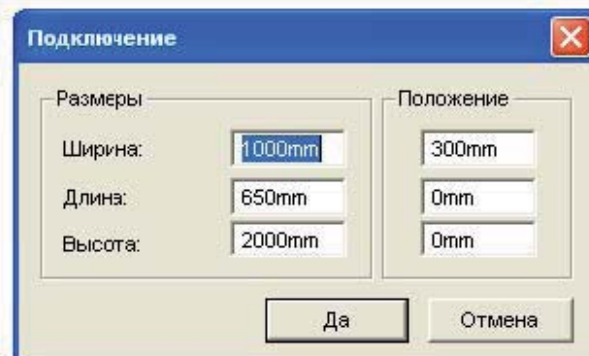 Подключение
Размеры
Положение
Ширина: 1000mm 300mm
Длина: 650mm 0mm
Высота: 2000mm 0mm
Да Отмена